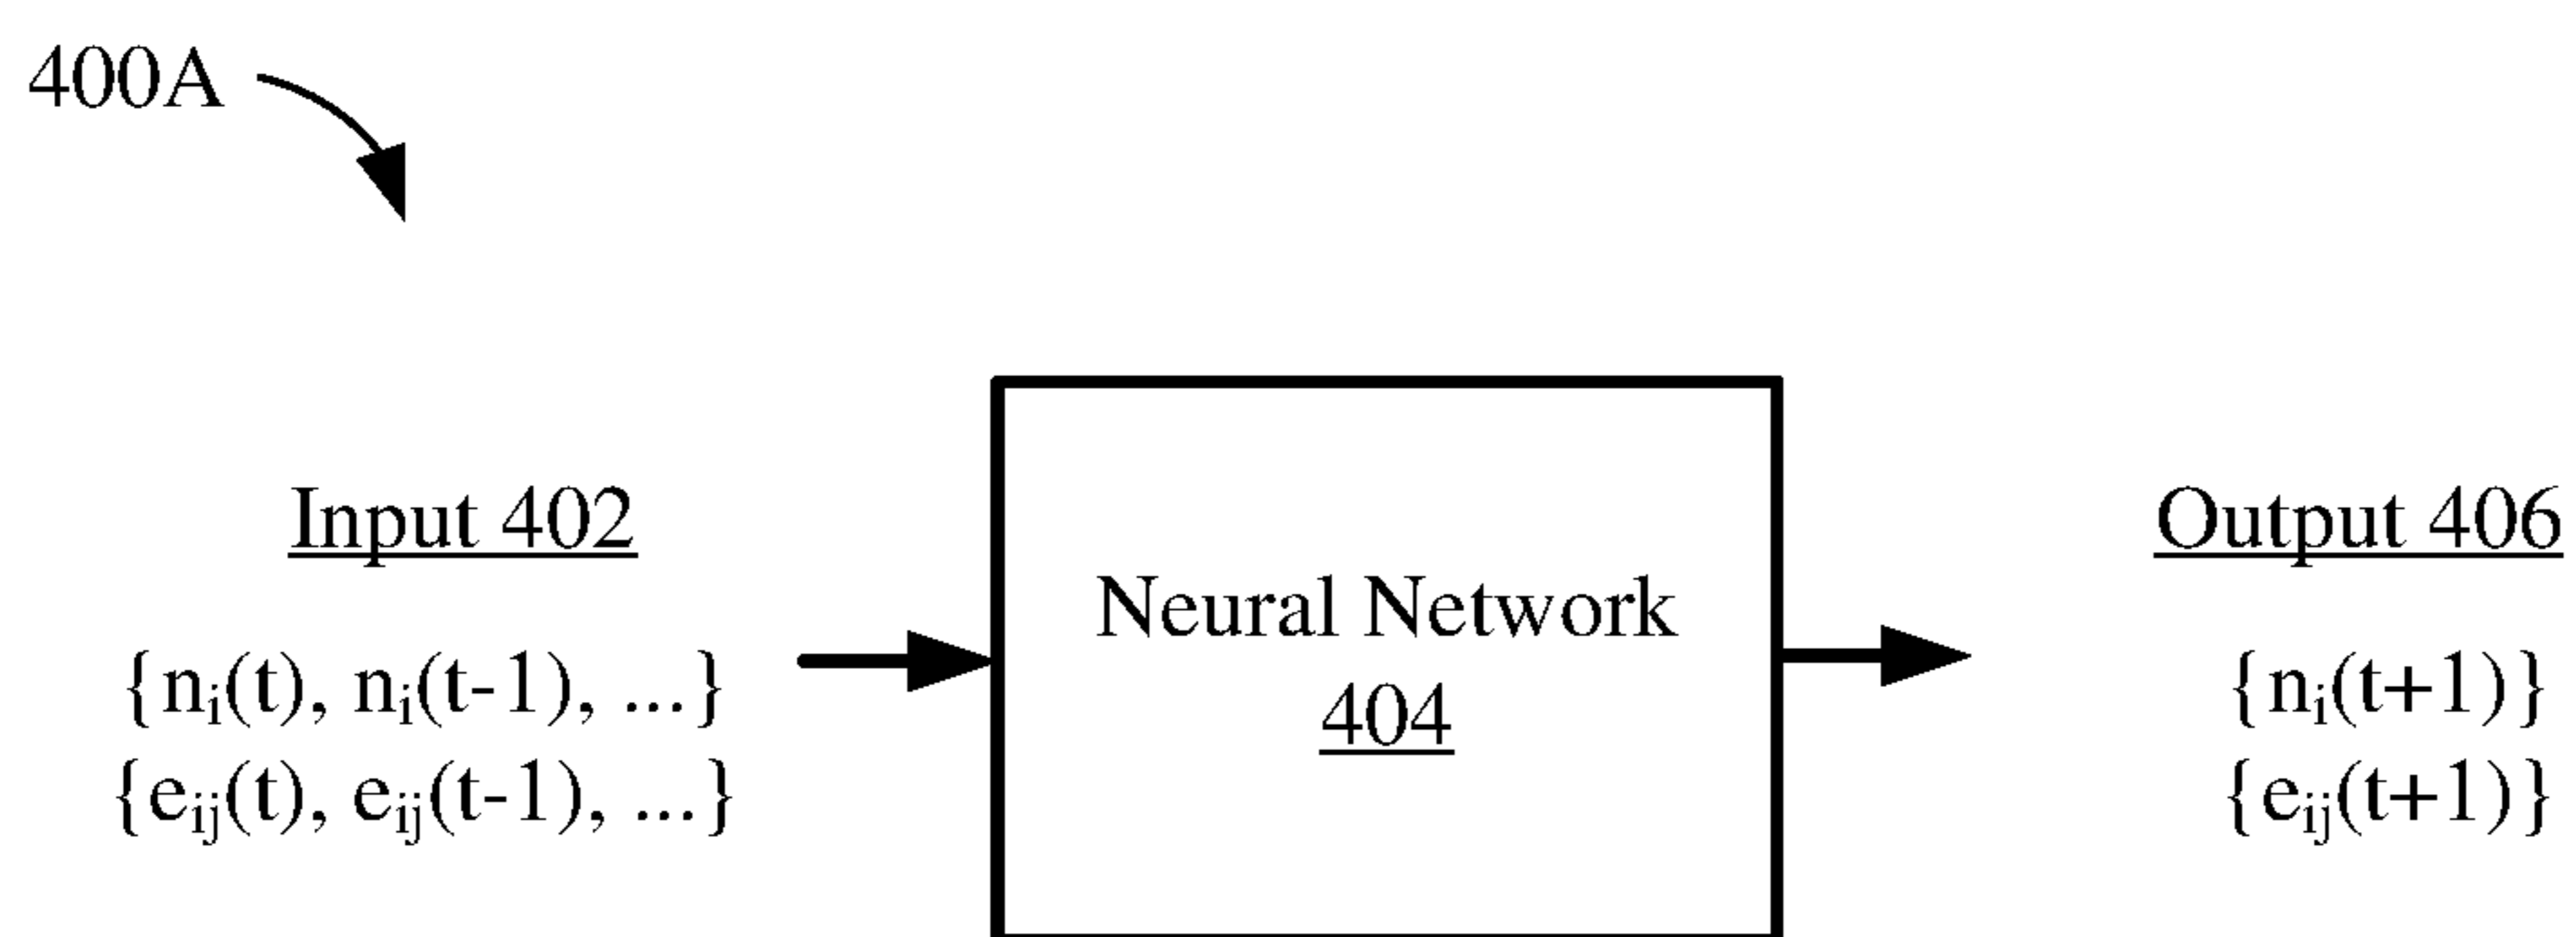 400A
Input 402
{nᵢ(t), nᵢ(t-1), ...}
{eᵢⱼ(t), eᵢⱼ(t-1), ...}
Neural Network
404
Output 406
{nᵢ(t+1)}
{eᵢⱼ(t+1)}